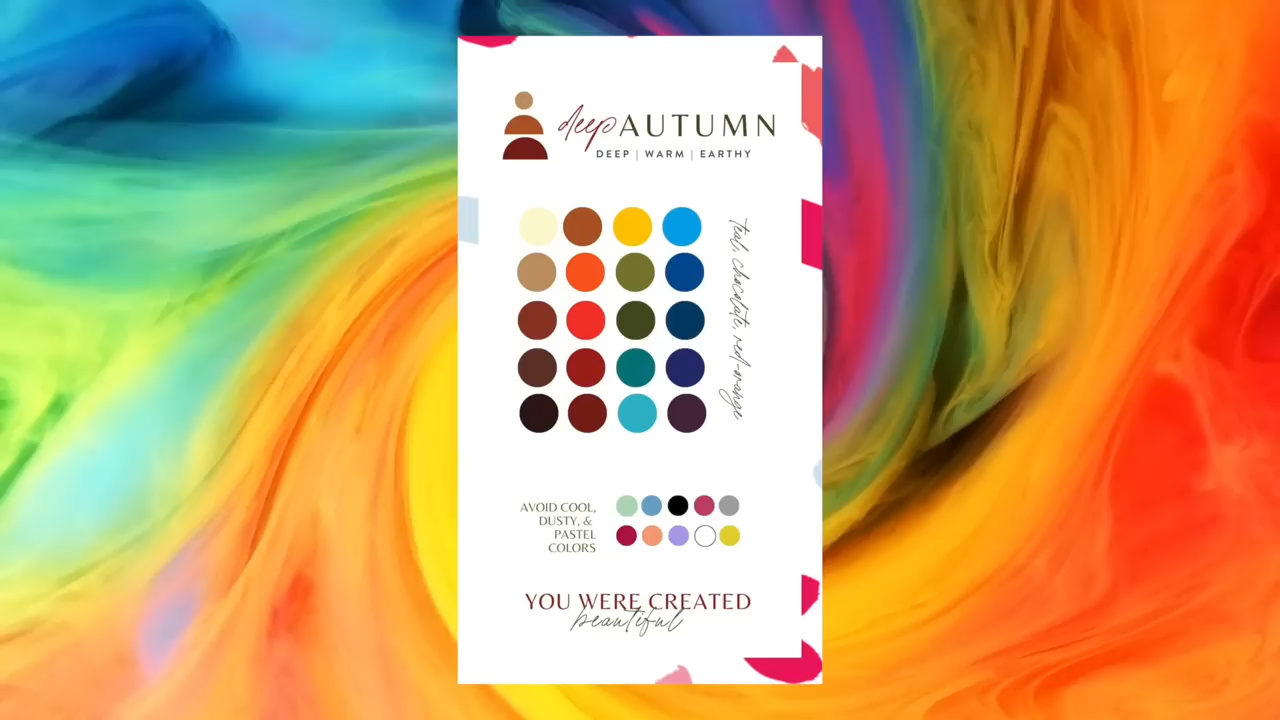 deep AUTUMN
DEEP | WARM | EARTHY
teal, chocolate, red-orange
AVOID COOL,
DUSTY, &
PASTEL
COLORS
YOU WERE CREATED
beautiful